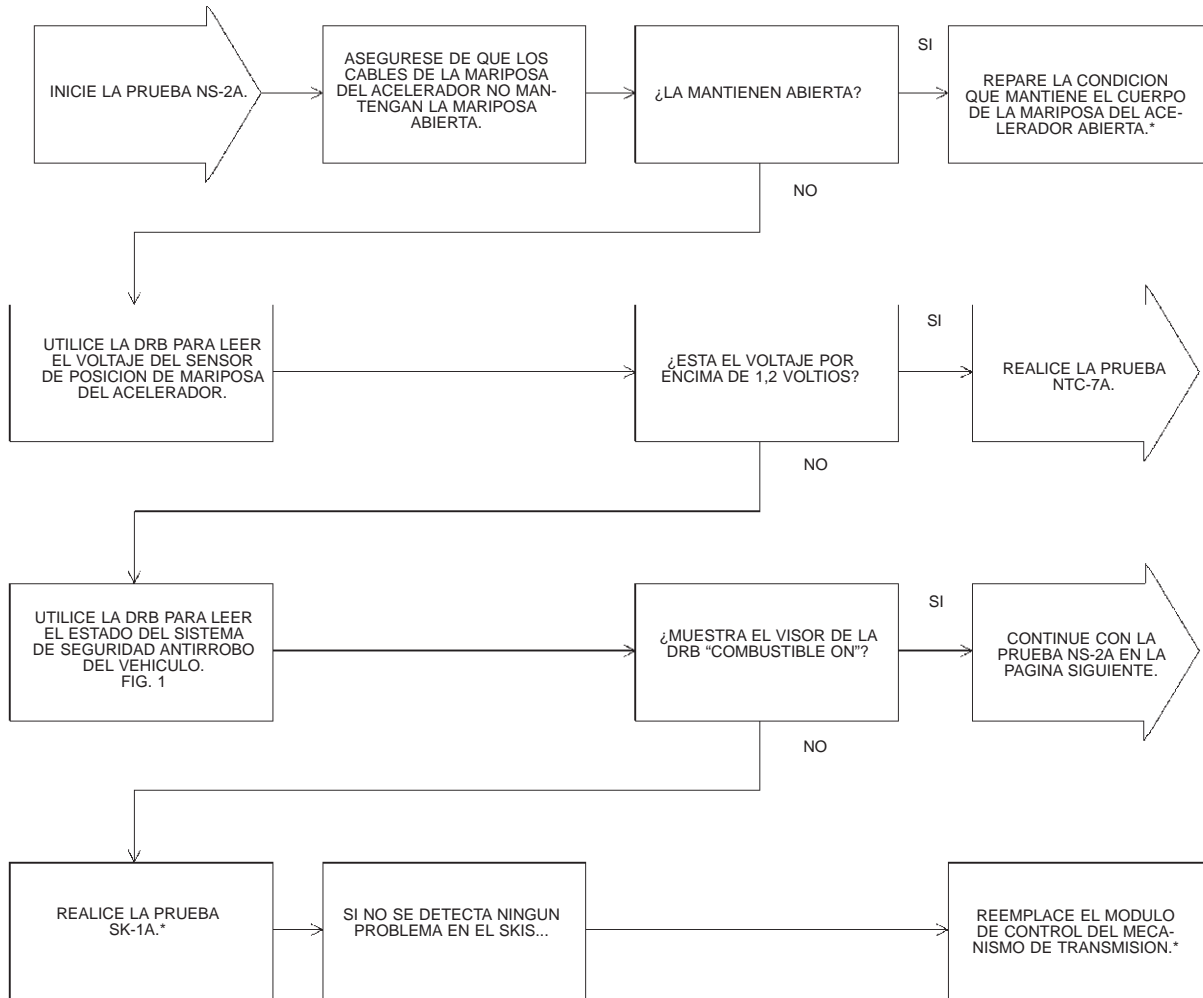 INICIE LA PRUEBA NS-2A.
ASEGURESE DE QUE LOS
CABLES DE LA MARIPOSA
DEL ACELERADOR NO MAN-
TENGAN LA MARIPOSA
ABIERTA.
¿LA MANTIENEN ABIERTA?
SI
REPARE LA CONDICION
QUE MANTIENE EL CUERPO
DE LA MARIPOSA DEL ACE-
LERADOR ABIERTA.*
NO
UTILICE LA DRB PARA LEER
EL VOLTAJE DEL SENSOR
DE POSICION DE MARIPOSA
DEL ACELERADOR.
¿ESTA EL VOLTAJE POR
ENCIMA DE 1,2 VOLTIOS?
SI
REALICE LA PRUEBA
NTC-7A.
NO
UTILICE LA DRB PARA LEER
EL ESTADO DEL SISTEMA
DE SEGURIDAD ANTIRROBO
DEL VEHICULO.
FIG. 1
¿MUESTRA EL VISOR DE LA
DRB “COMBUSTIBLE ON”?
SI
CONTINUE CON LA
PRUEBA NS-2A EN LA
PAGINA SIGUIENTE.
NO
REALICE LA PRUEBA
SK-1A.*
SI NO SE DETECTA NINGUN
PROBLEMA EN EL SKIS...
REEMPLACE EL MODULO
DE CONTROL DEL MECA-
NISMO DE TRANSMISION.*